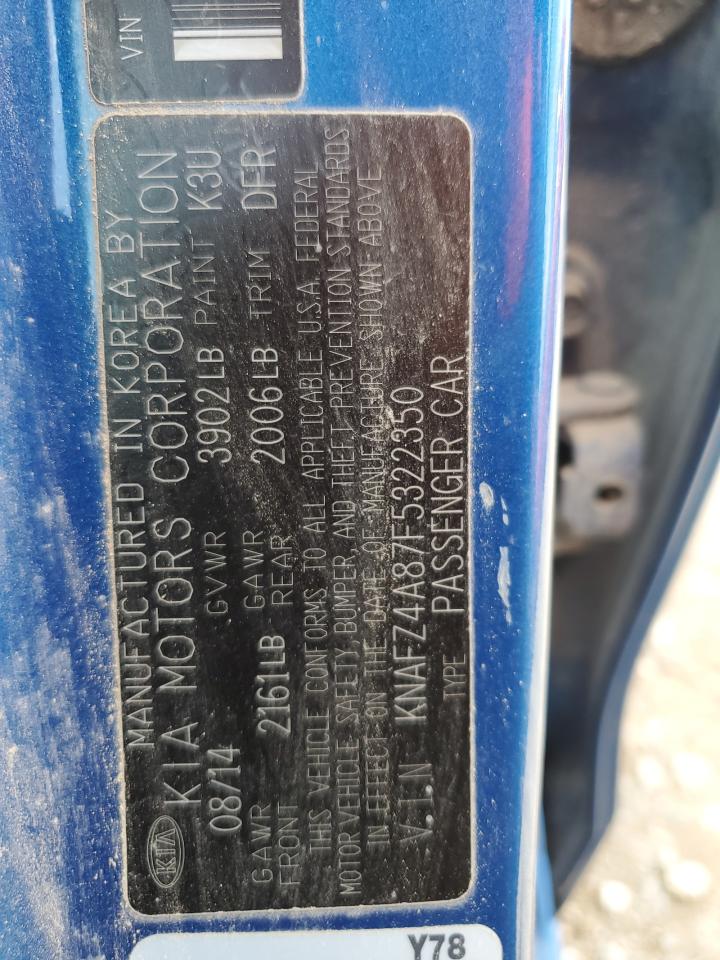 VIN
MANUFACTURED IN KOREA BY
KIA KIA MOTORS CORPORATION
08/14 GVWR 3902LB PAINT K3U
GAWR FRONT 2161LB GAWR REAR 2006LB TRIM DFR
THIS VEHICLE CONFORMS TO ALL APPLICABLE U.S.A. FEDERAL
MOTOR VEHICLE SAFETY, BUMPER, AND THEFT PREVENTION STANDARDS
IN EFFECT ON THE DATE OF MANUFACTURE SHOWN ABOVE
V.I.N KNAFZ4A87F5322350
TYPE PASSENGER CAR
Y78